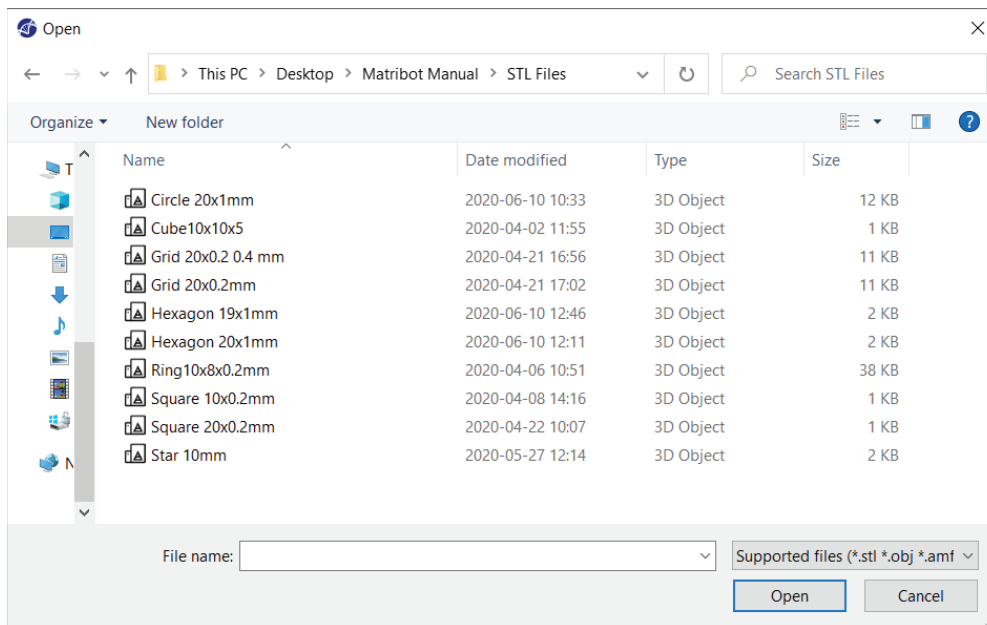 Open
This PC > Desktop > Matribot Manual > STL Files
Search STL Files
Organize
New folder
Name Date modified Type Size
T
Circle 20x1mm 2020-06-10 10:33 3D Object 12 KB
Cube10x10x5 2020-04-02 11:55 3D Object 1 KB
Grid 20x0.2 0.4 mm 2020-04-21 16:56 3D Object 11 KB
Grid 20x0.2mm 2020-04-21 17:02 3D Object 11 KB
Hexagon 19x1mm 2020-06-10 12:46 3D Object 2 KB
Hexagon 20x1mm 2020-06-10 12:11 3D Object 2 KB
Ring10x8x0.2mm 2020-04-06 10:51 3D Object 38 KB
Square 10x0.2mm 2020-04-08 14:16 3D Object 1 KB
Square 20x0.2mm 2020-04-22 10:07 3D Object 1 KB
Star 10mm 2020-05-27 12:14 3D Object 2 KB
N
File name:
Supported files (*.stl *.obj *.amf
Open Cancel